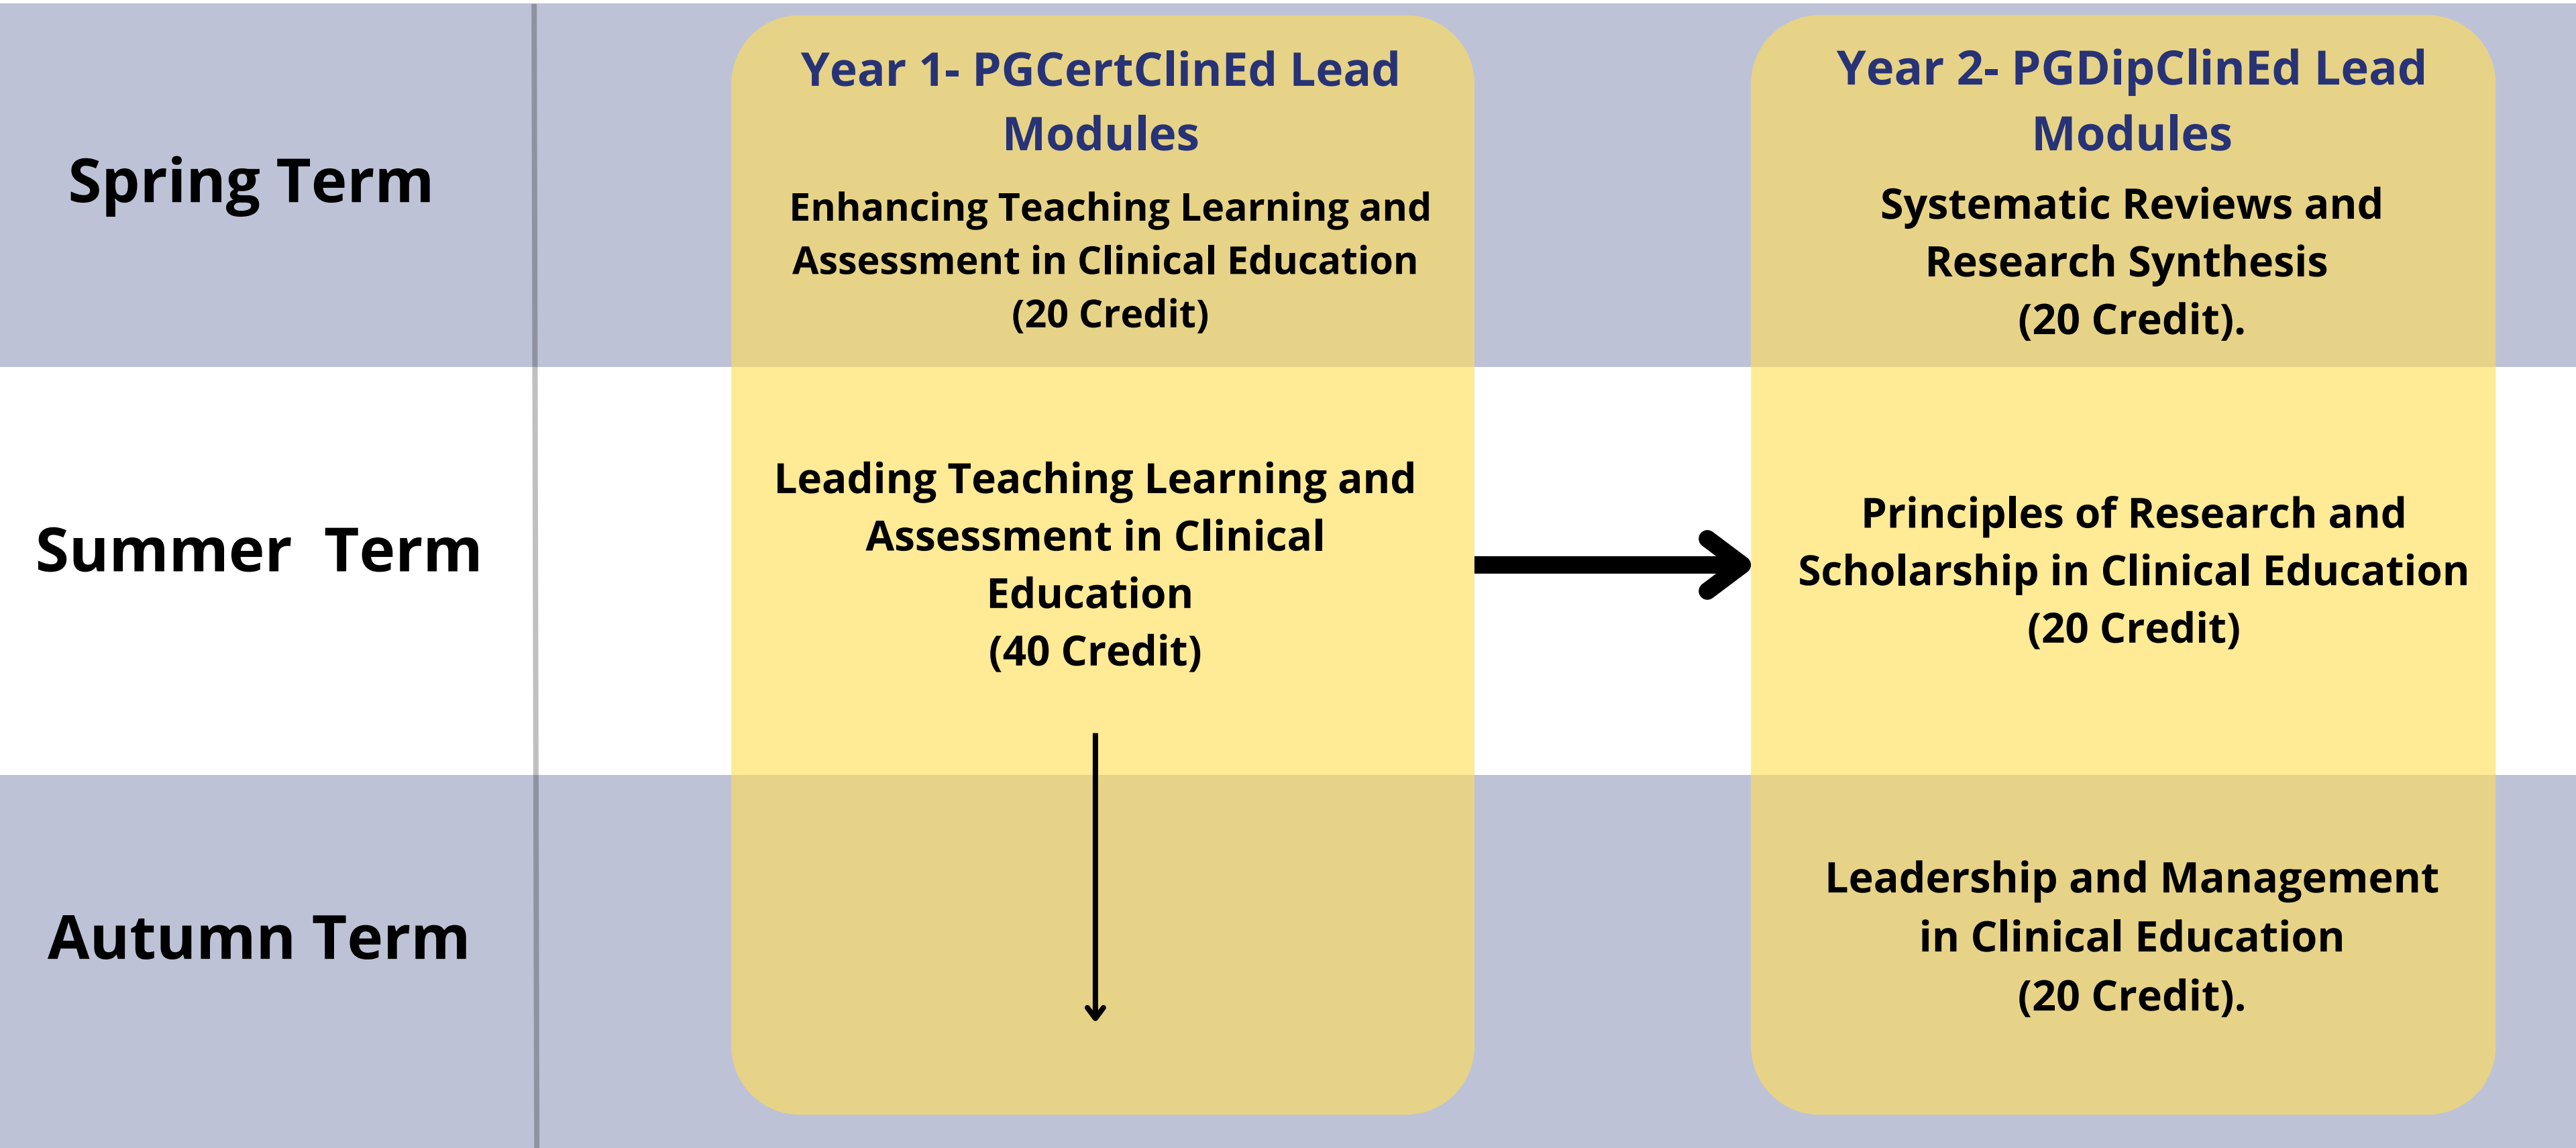 Spring Term
Year 1- PGCertClinEd Lead
Modules
Enhancing Teaching Learning and
Assessment in Clinical Education
(20 Credit)
Year 2- PGDipClinEd Lead
Modules
Systematic Reviews and
Research Synthesis
(20 Credit).
Summer  Term
Leading Teaching Learning and
Assessment in Clinical
Education
(40 Credit)
Principles of Research and
Scholarship in Clinical Education
(20 Credit)
Autumn Term
Leadership and Management
in Clinical Education
(20 Credit).